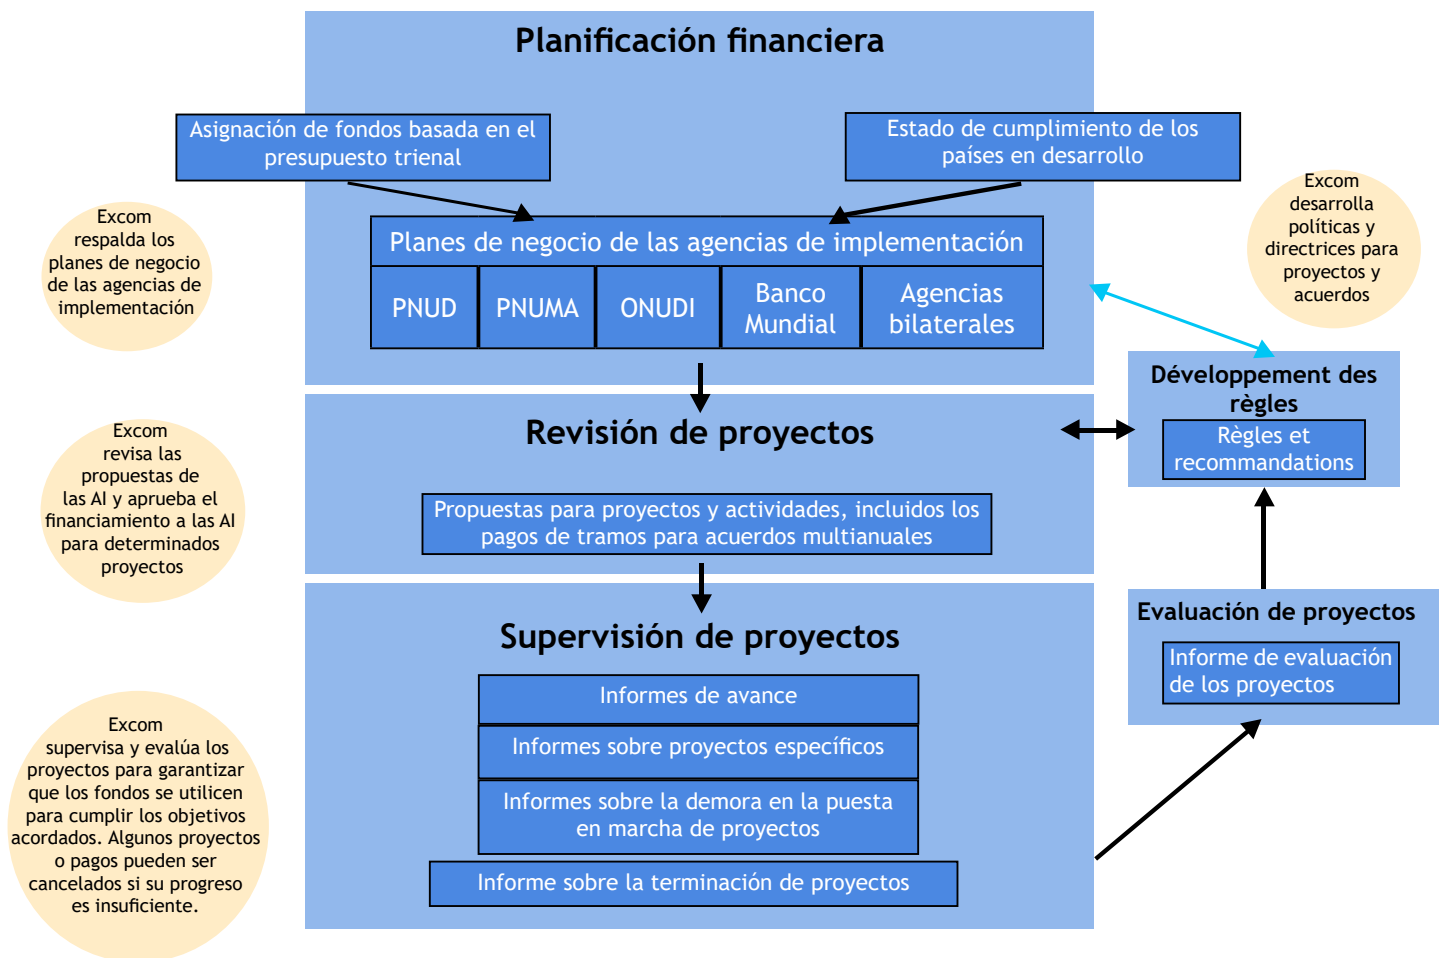 Planificación financiera
Asignación de fondos basada en el
presupuesto trienal
Estado de cumplimiento de los
países en desarrollo
Planes de negocio de las agencias de implementación
PNUD
PNUMA
ONUDI
Banco
Mundial
Agencias
bilaterales
Excom
respalda los
planes de negocio
de las agencias de
implementación
Excom
desarrolla
políticas y
directrices para
proyectos y
acuerdos
Développement des
règles
Règles et
recommandations
Revisión de proyectos
Propuestas para proyectos y actividades, incluidos los
pagos de tramos para acuerdos multianuales
Excom
revisa las
propuestas de
las AI y aprueba el
financiamiento a las AI
para determinados
proyectos
Supervisión de proyectos
Informes de avance
Informes sobre proyectos específicos
Informes sobre la demora en la puesta
en marcha de proyectos
Informe sobre la terminación de proyectos
Evaluación de proyectos
Informe de evaluación
de los proyectos
Excom
supervisa y evalúa los
proyectos para garantizar
que los fondos se utilicen
para cumplir los objetivos
acordados. Algunos proyectos
o pagos pueden ser
cancelados si su progreso
es insuficiente.